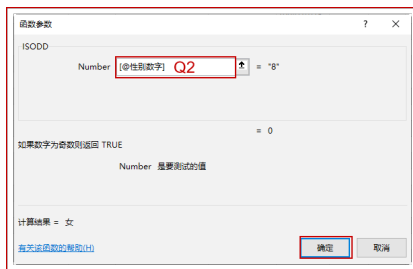 函数参数 ? ×
ISODD
Number [@性别数字] Q2 = "8"
= 0
如果数字为奇数则返回 TRUE
Number 是要测试的值
计算结果 = 女
有关该函数的帮助(H) 确定 取消